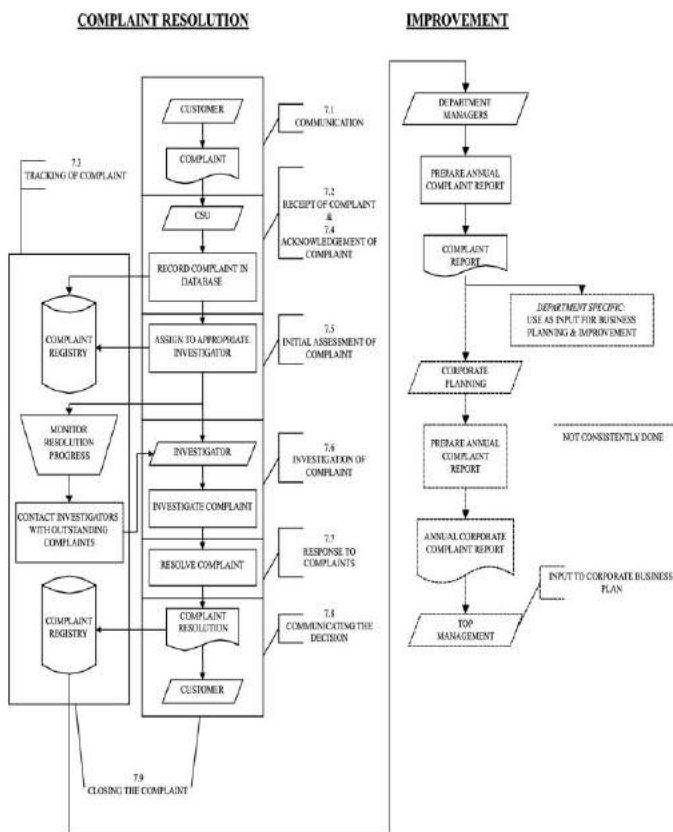 COMPLAINT RESOLUTION
IMPROVEMENT
CUSTOMER
COMPLAINT
7.1
COMMUNICATION
7.3
TRACKING OF COMPLAINT
CSU
RECORD COMPLAINT IN
DATABASE
7.2
RECEIPT OF COMPLAINT
&
7.4
ACKNOWLEDGEMENT OF
COMPLAINT
COMPLAINT
REGISTRY
ASSIGN TO APPROPRIATE
INVESTIGATOR
7.5
INITIAL ASSESSMENT OF
COMPLAINT
MONITOR
RESOLUTION
PROGRESS
INVESTIGATOR
7.6
INVESTIGATION OF
COMPLAINT
CONTACT INVESTIGATORS
WITH OUTSTANDING
COMPLAINTS
INVESTIGATE COMPLAINT
RESOLVE COMPLAINT
7.7
RESPONSE TO
COMPLAINTS
COMPLAINT
REGISTRY
COMPLAINT
RESOLUTION
7.8
COMMUNICATING THE
DECISION
CUSTOMER
7.9
CLOSING THE COMPLAINT
DEPARTMENT
MANAGERS
PREPARE ANNUAL
COMPLAINT REPORT
COMPLAINT
REPORT
DEPARTMENT SPECIFIC:
USE AS INPUT FOR BUSINESS
PLANNING & IMPROVEMENT
CORPORATE
PLANNING
PREPARE ANNUAL
COMPLAINT
REPORT
NOT CONSISTENTLY DONE
ANNUAL CORPORATE
COMPLAINT REPORT
INPUT TO CORPORATE BUSINESS
PLAN
TOP
MANAGEMENT